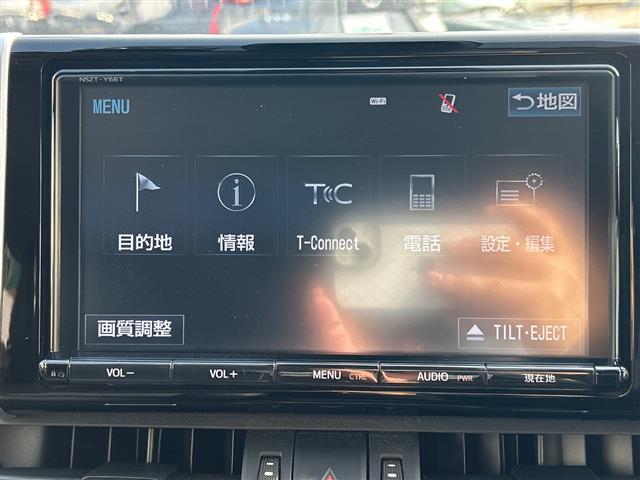 NSZT-Y66T
MENU
Wi-Fi
地図
目的地
情報
T-Connect
電話
設定・編集
画質調整
TILT・EJECT
VOL−
VOL+
MENU CTRL
AUDIO PWR
現在地